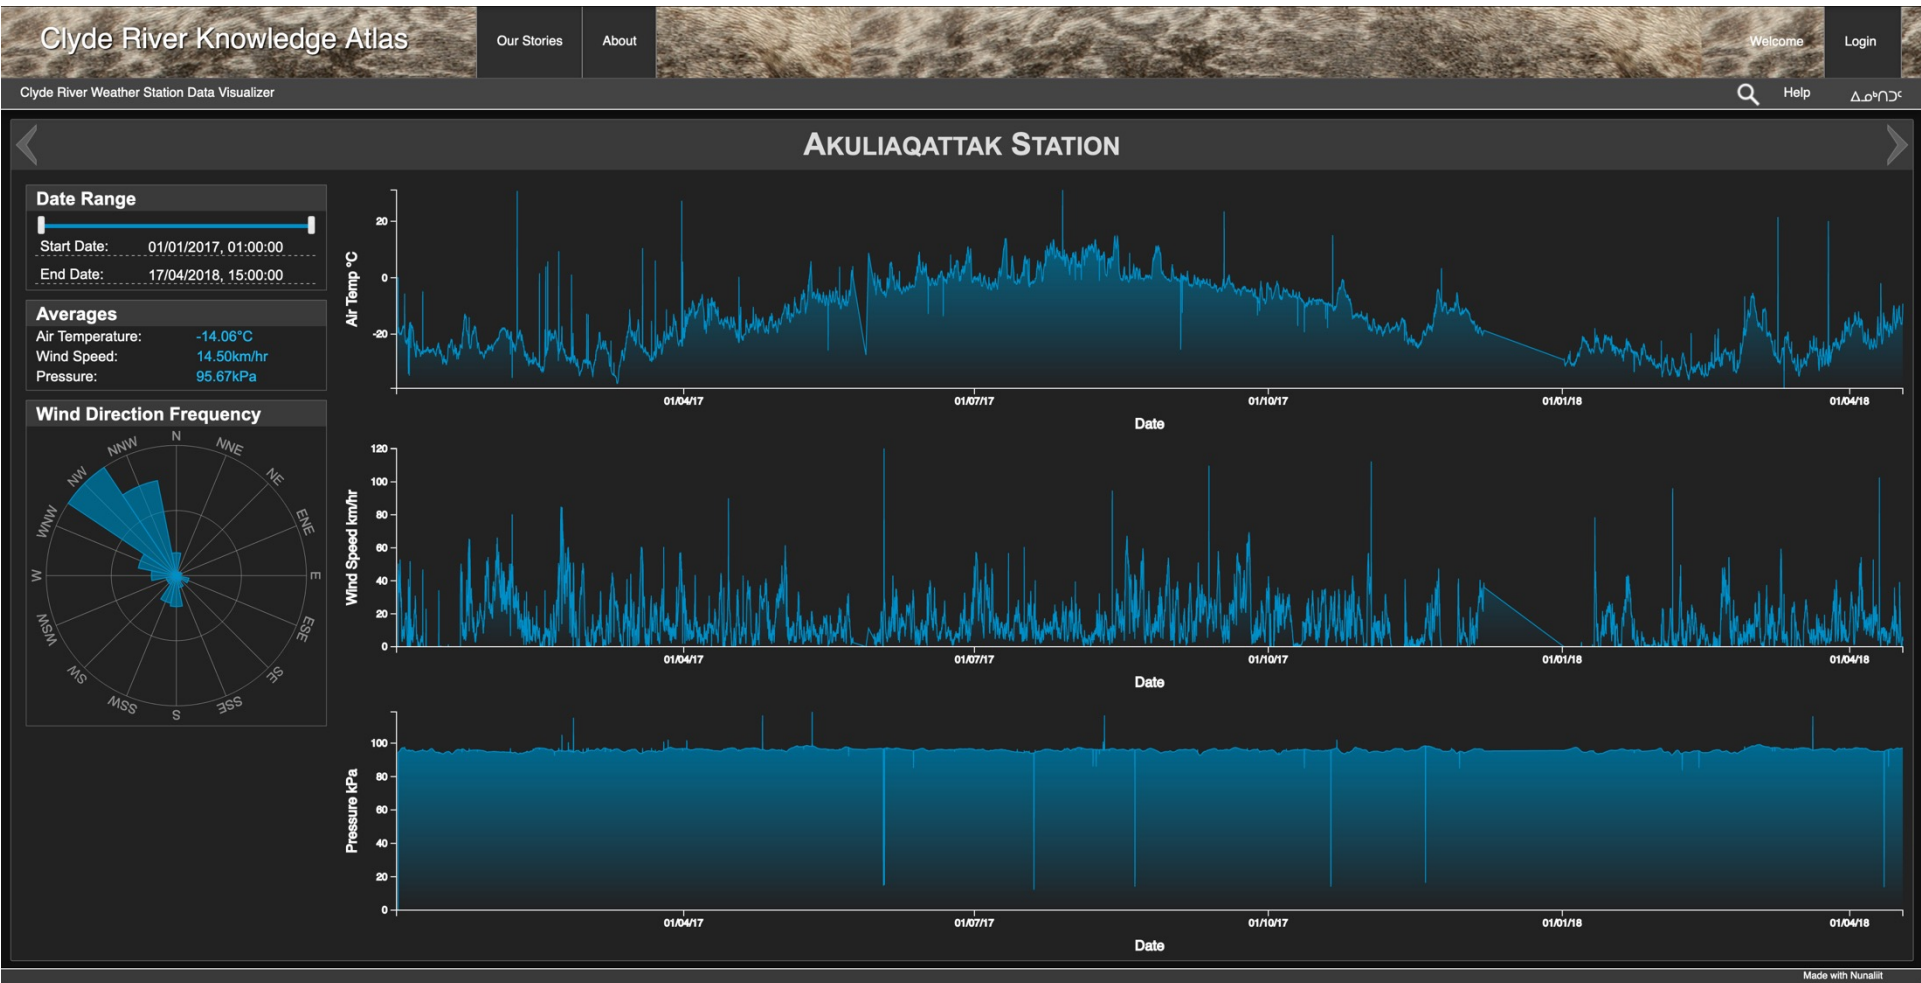 Clyde River Knowledge Atlas
Our Stories
About
Welcome
Login
Clyde River Weather Station Data Visualizer
Help
ᐃᓄᒃᑎᑐᑦ
AKULIAQATTAK STATION
Date Range
Start Date: 01/01/2017, 01:00:00
End Date: 17/04/2018, 15:00:00
Averages
Air Temperature: -14.06°C
Wind Speed: 14.50km/hr
Pressure: 95.67kPa
Wind Direction Frequency
N
NNE
NE
ENE
E
ESE
SE
SSE
S
SSW
SW
WSW
W
WNW
NW
NNW
Air Temp °C
20
0
-20
01/04/17 01/07/17 01/10/17 01/01/18 01/04/18
Date
Wind Speed km/hr
120
100
80
60
40
20
0
01/04/17 01/07/17 01/10/17 01/01/18 01/04/18
Date
Pressure kPa
100
80
60
40
20
0
01/04/17 01/07/17 01/10/17 01/01/18 01/04/18
Date
Made with Nunaliit